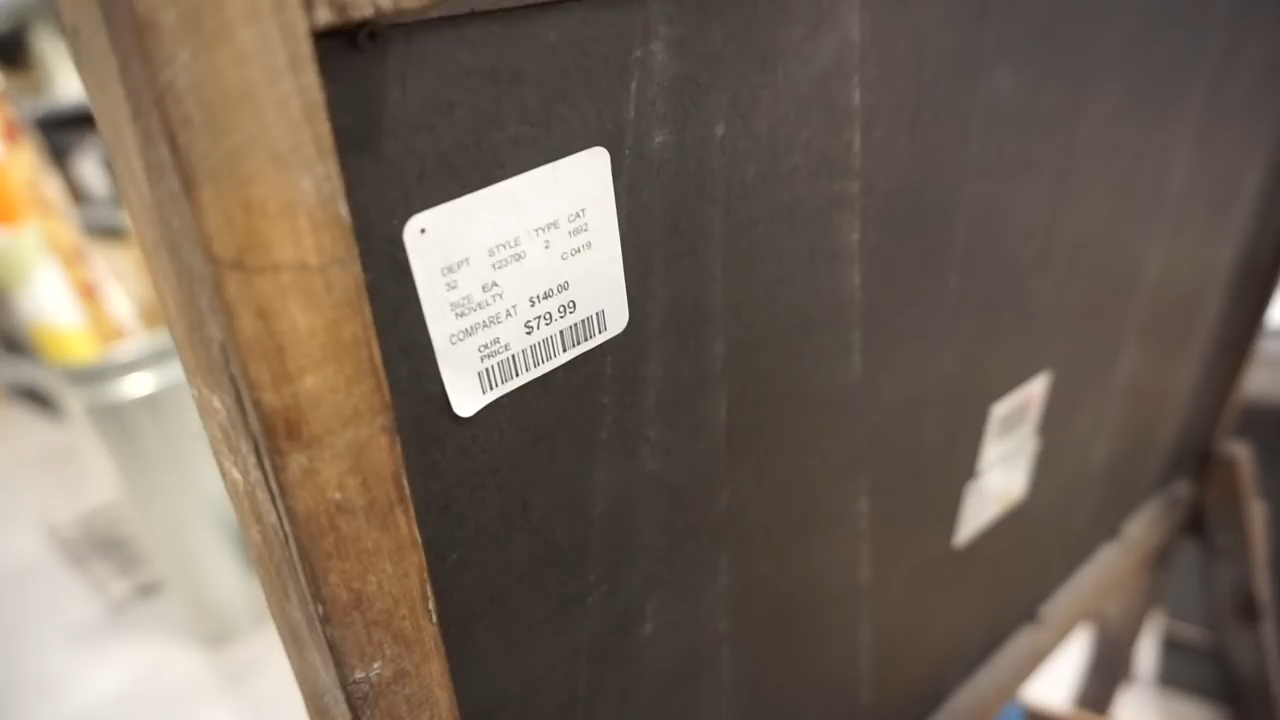 DEPT STYLE TYPE CAT
32 123700 2 1692
SIZE EA C 0419
NOVELTY
COMPARE AT $140.00
OUR PRICE $79.99